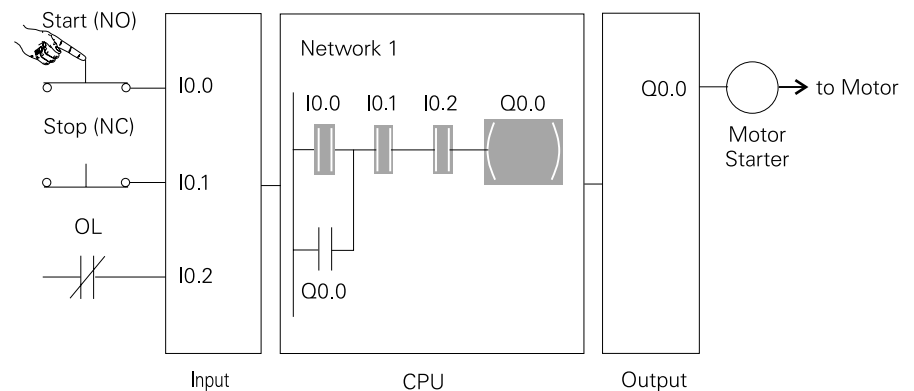 Start (NO)
I0.0
Stop (NC)
I0.1
OL
I0.2
Input
Network 1
I0.0 I0.1 I0.2 Q0.0
Q0.0
CPU
Q0.0
Output
to Motor
Motor
Starter